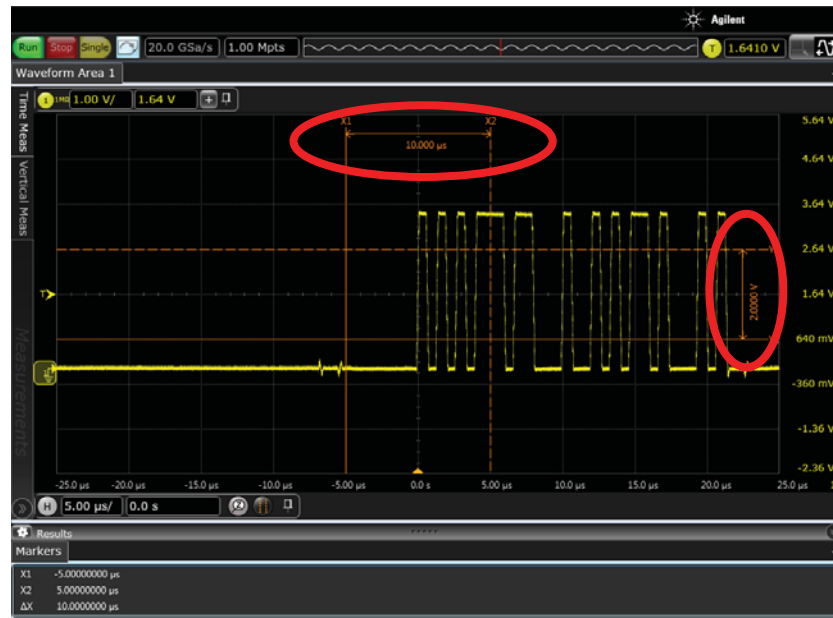 Agilent
Run Stop Single 20.0 GSa/s 1.00 Mpts T 1.6410 V
Waveform Area 1
Time Meas
Vertical Meas
Measurements
1 1MΩ 1.00 V/ 1.64 V +
X1 X2
10.000 µs
5.64 V
4.64 V
3.64 V
2.64 V
1.64 V
640 mV
-360 mV
-1.36 V
-2.36 V
2.0000 V
T
1
-25.0 µs -20.0 µs -15.0 µs -10.0 µs -5.00 µs 0.0 s 5.00 µs 10.0 µs 15.0 µs 20.0 µs 25.0 µs
H 5.00 µs/ 0.0 s
Results
Markers
X1 -5.00000000 µs
X2 5.00000000 µs
ΔX 10.0000000 µs